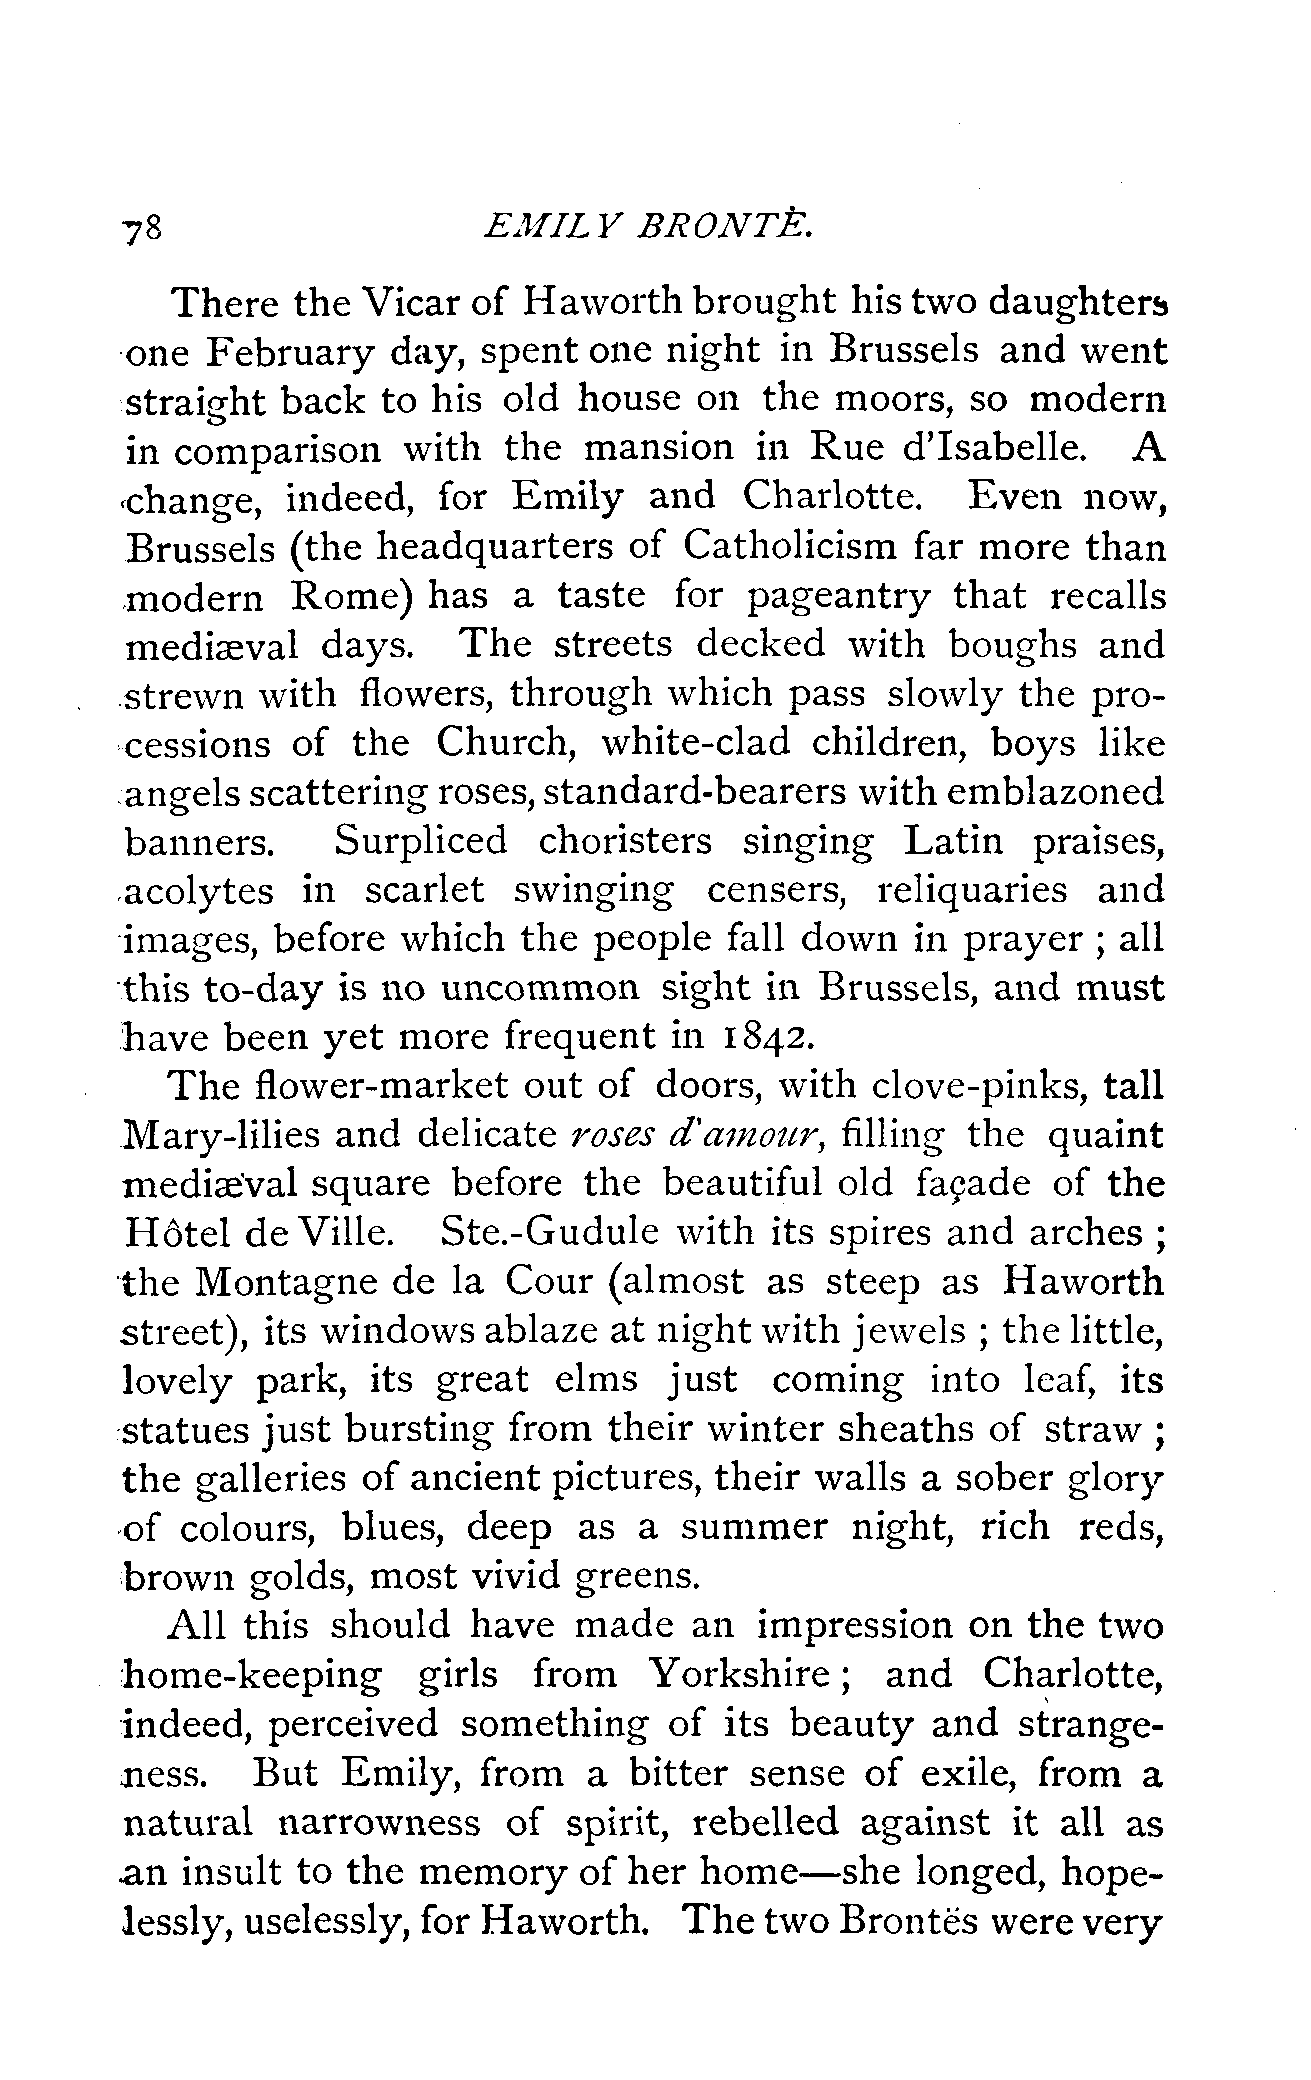 78 EMILY BRONTË.
There the Vicar of Haworth brought his two daughters
one February day, spent one night in Brussels and went
straight back to his old house on the moors, so modern
in comparison with the mansion in Rue d'Isabelle. A
change, indeed, for Emily and Charlotte. Even now,
Brussels (the headquarters of Catholicism far more than
modern Rome) has a taste for pageantry that recalls
mediæval days. The streets decked with boughs and
strewn with flowers, through which pass slowly the pro-
cessions of the Church, white-clad children, boys like
angels scattering roses, standard-bearers with emblazoned
banners. Surpliced choristers singing Latin praises,
acolytes in scarlet swinging censers, reliquaries and
images, before which the people fall down in prayer ; all
this to-day is no uncommon sight in Brussels, and must
have been yet more frequent in 1842.
The flower-market out of doors, with clove-pinks, tall
Mary-lilies and delicate roses d'amour, filling the quaint
mediæval square before the beautiful old façade of the
Hôtel de Ville. Ste.-Gudule with its spires and arches ;
the Montagne de la Cour (almost as steep as Haworth
street), its windows ablaze at night with jewels ; the little,
lovely park, its great elms just coming into leaf, its
statues just bursting from their winter sheaths of straw ;
the galleries of ancient pictures, their walls a sober glory
of colours, blues, deep as a summer night, rich reds,
brown golds, most vivid greens.
All this should have made an impression on the two
home-keeping girls from Yorkshire ; and Charlotte,
indeed, perceived something of its beauty and strange-
ness. But Emily, from a bitter sense of exile, from a
natural narrowness of spirit, rebelled against it all as
an insult to the memory of her home—she longed, hope-
lessly, uselessly, for Haworth. The two Brontës were very